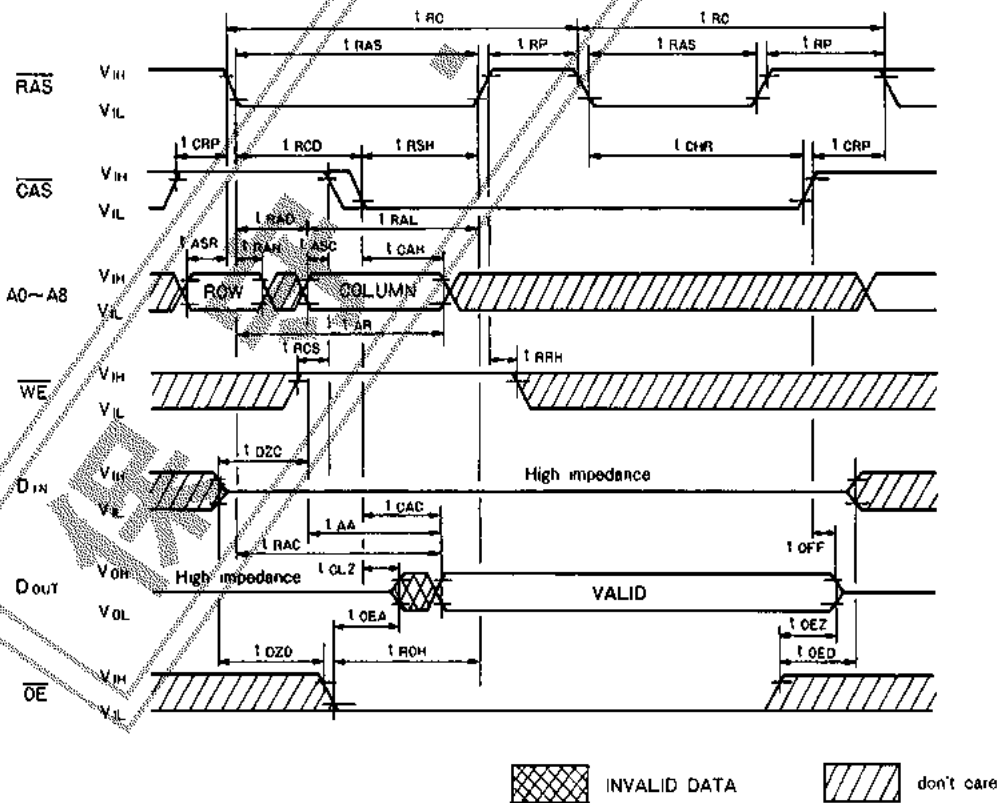 t RC t RC
t RAS t RP t RAS t RP
RAS VIH
VIL
t CRP t RCD t RSH t CHR t CRP
CAS VIH
VIL
t RAD t RAL
t ASR t RAH t ASC t CAH
A0~A8 VIH ROW COLUMN
VIL
t AR
t RCS t RRH
WE VIH
VIL
t DZC
DIN VIH High impedance
VIL
t CAC
t AA
t RAC t OFF
DOUT VOH High impedance t CLZ
VOL VALID
t OEA t OEZ
t DZO t ROH t OED
OE VIH
VIL
INVALID DATA don't care